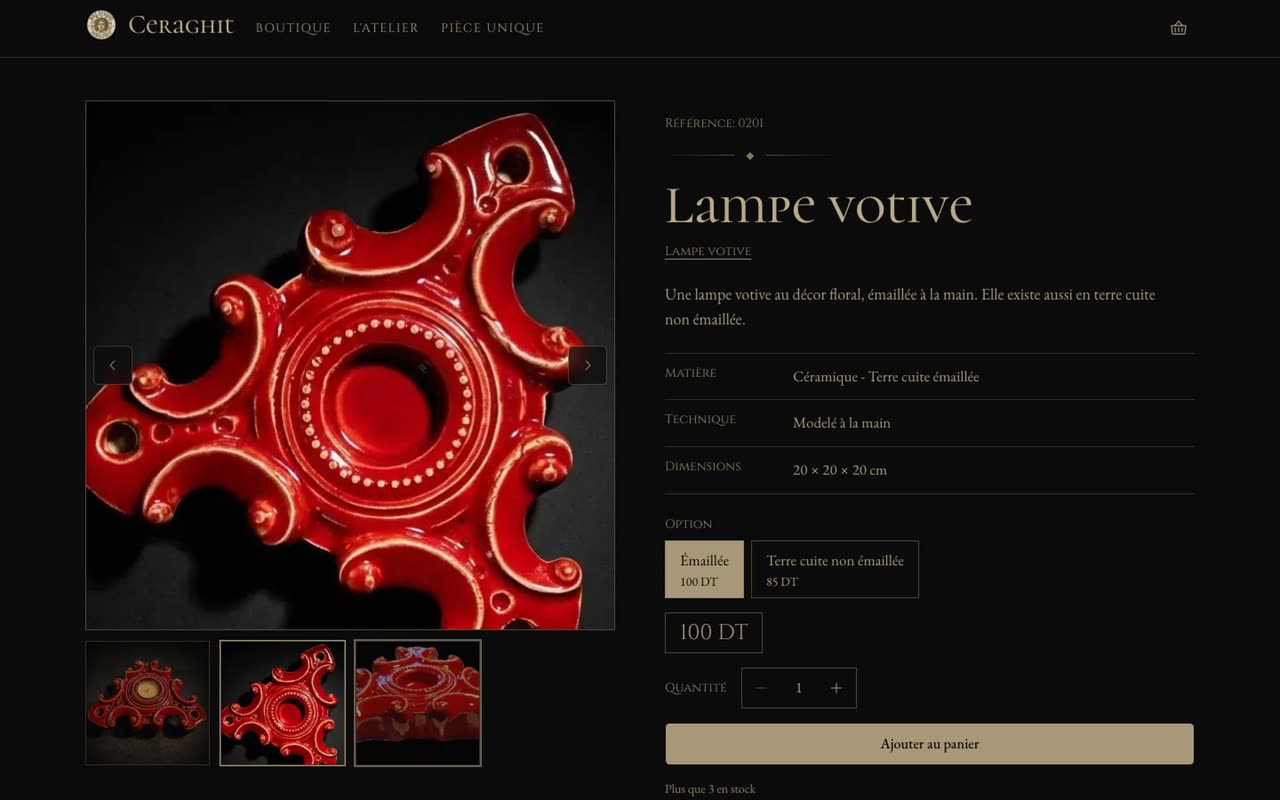 Ceraghit
BOUTIQUE
L'ATELIER
PIÈCE UNIQUE
Référence: 0201
Lampe votive
Lampe votive
Une lampe votive au décor floral, émaillée à la main. Elle existe aussi en terre cuite
non émaillée.
Matière
Céramique - Terre cuite émaillée
Technique
Modelé à la main
Dimensions
20 × 20 × 20 cm
Option
Émaillée
100 DT
Terre cuite non émaillée
85 DT
100 DT
Quantité
1
Ajouter au panier
Plus que 3 en stock